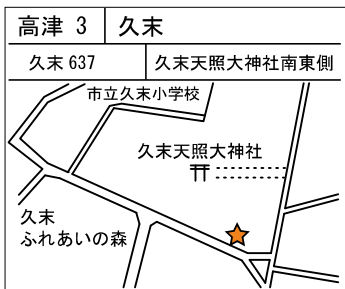 高津 3 久末
久末 637 久末天照大神社南東側
市立久末小学校
久末天照大神社
久末
ふれあいの森